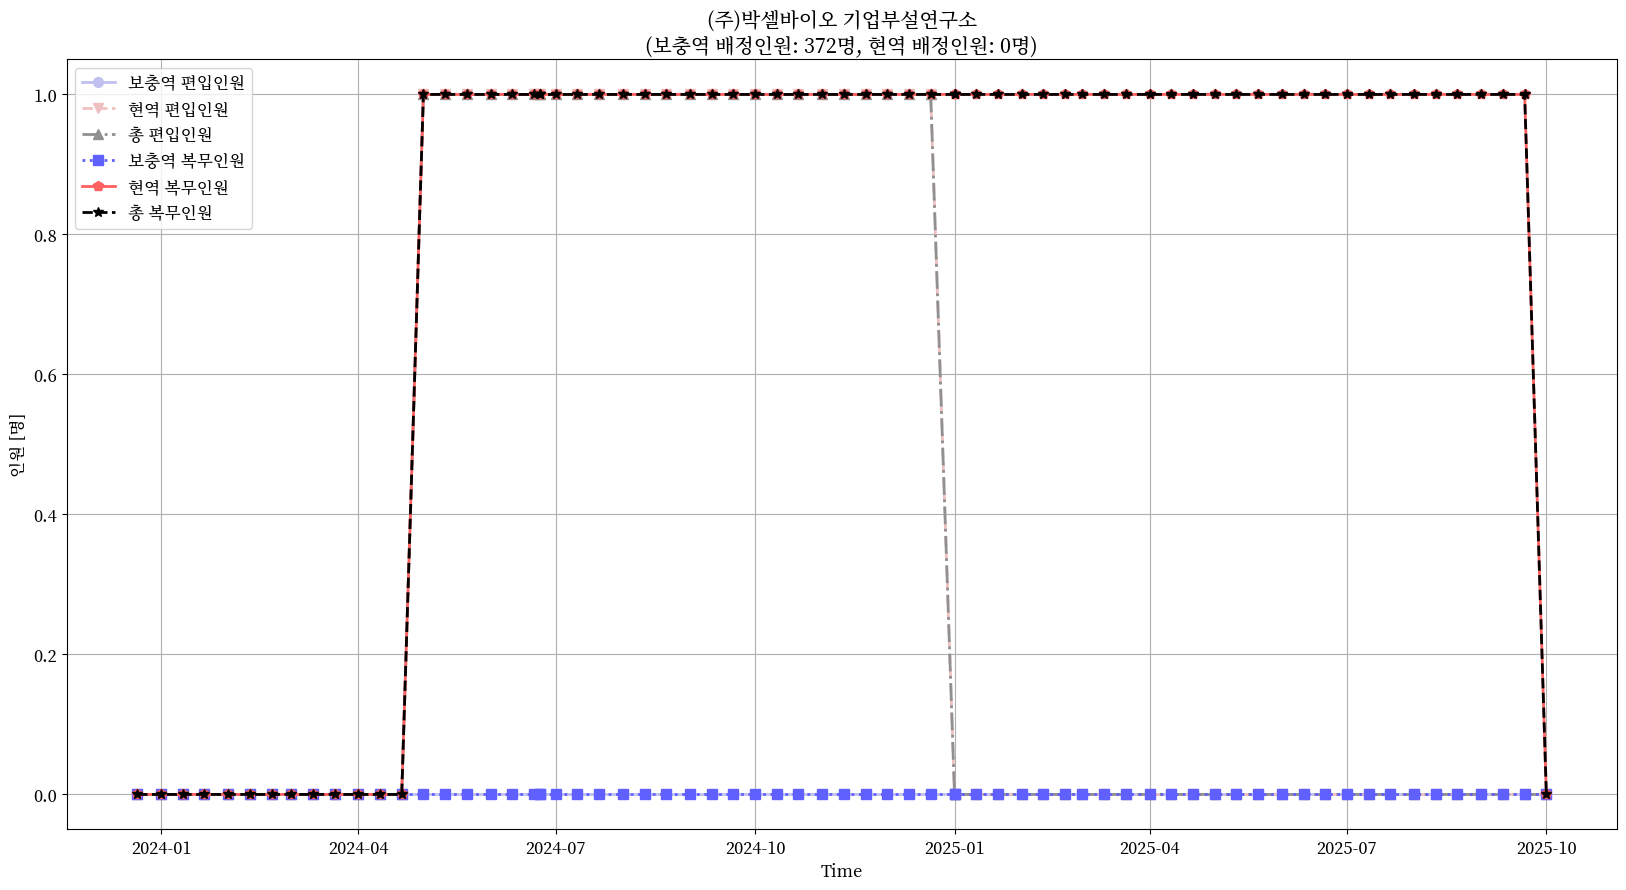 (주)박셀바이오 기업부설연구소
(보충역 배정인원: 372명, 현역 배정인원: 0명)
보충역 편입인원
현역 편입인원
총 편입인원
보충역 복무인원
현역 복무인원
총 복무인원
인원 [명]
1.0
0.8
0.6
0.4
0.2
0.0
2024-01 2024-04 2024-07 2024-10 2025-01 2025-04 2025-07 2025-10
Time